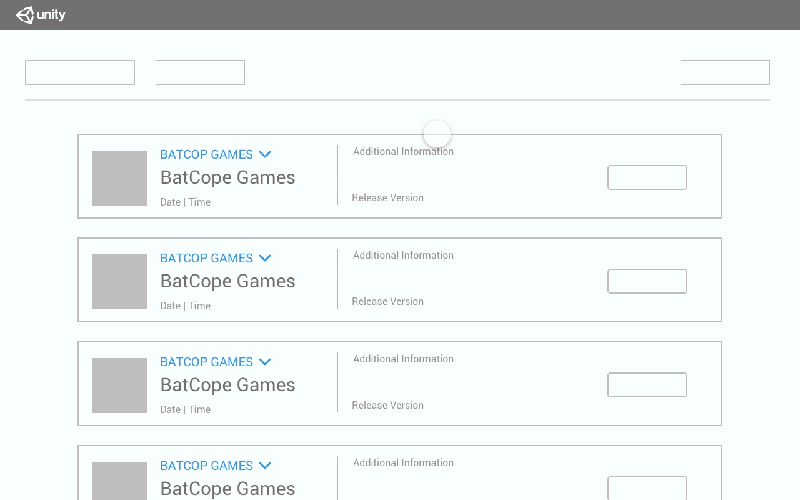 unity
BATCOP GAMES
BatCope Games
Date | Time
Additional Information
Release Version
BATCOP GAMES
BatCope Games
Date | Time
Additional Information
Release Version
BATCOP GAMES
BatCope Games
Date | Time
Additional Information
Release Version
BATCOP GAMES
BatCope Games
Additional Information